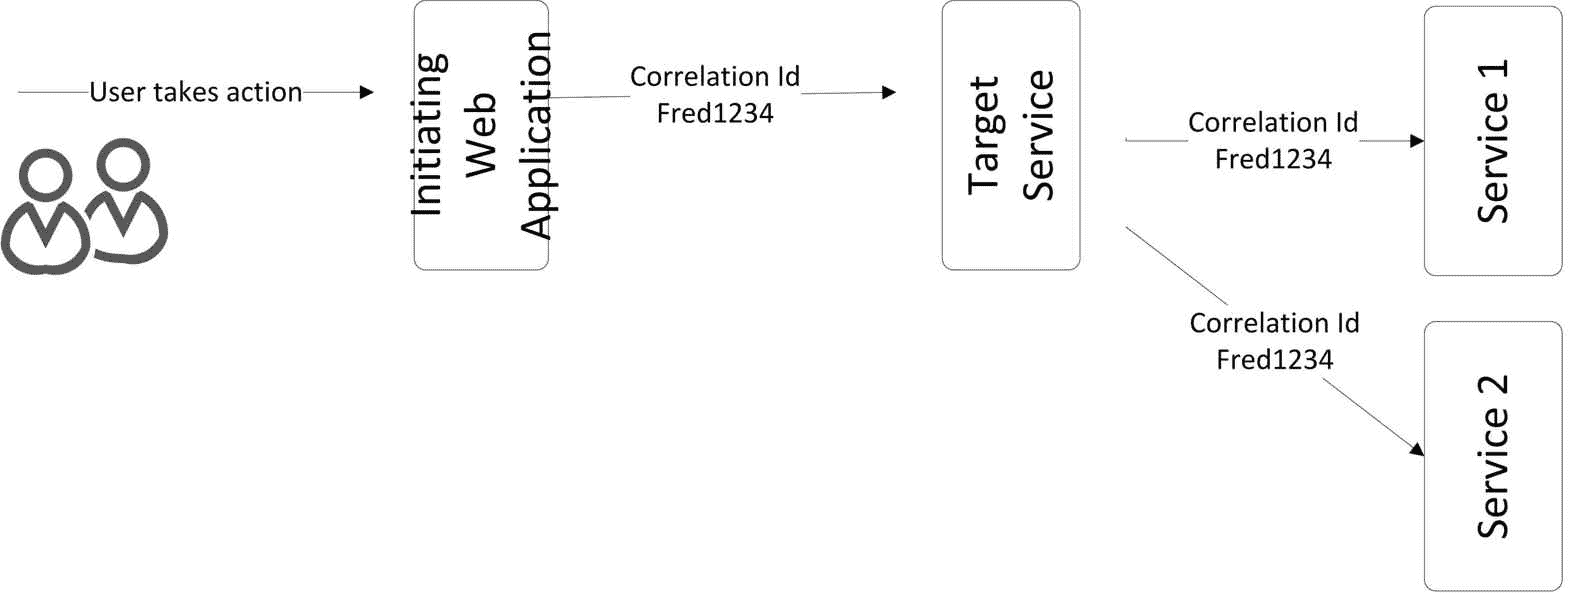 User takes action
Initiating
Web
Application
Correlation Id
Fred1234
Target
Service
Correlation Id
Fred1234
Service 1
Correlation Id
Fred1234
Service 2